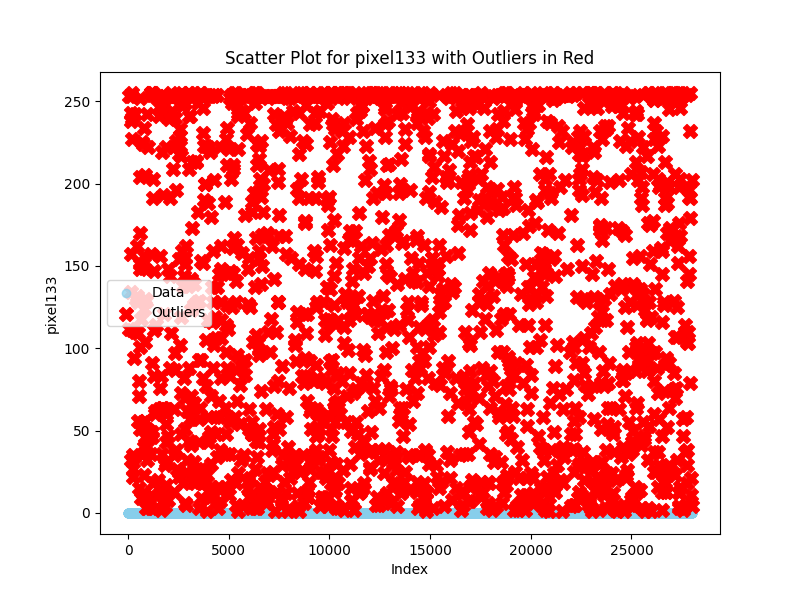 Scatter Plot for pixel133 with Outliers in Red
pixel133
250
200
150
100
50
0
Data
Outliers
0 5000 10000 15000 20000 25000
Index